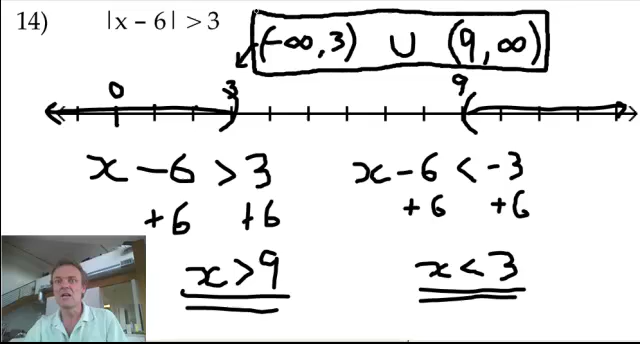 14) |x – 6| > 3
(-∞, 3) ∪ (9, ∞)
0 3 9
x - 6 > 3 x - 6 < -3
+6 +6 +6 +6
x > 9 x < 3